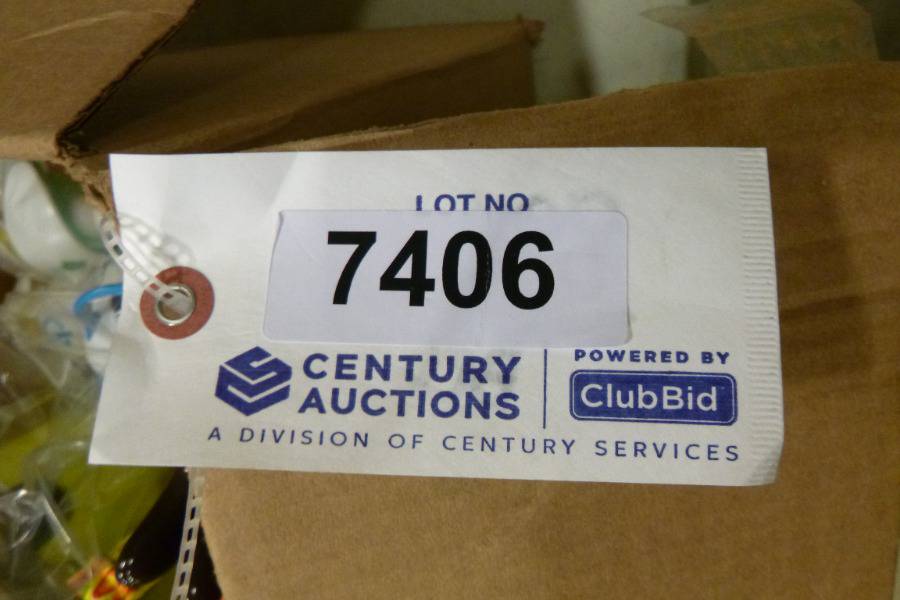 LOT NO
7406
CENTURY
AUCTIONS
POWERED BY
ClubBid
A DIVISION OF CENTURY SERVICES